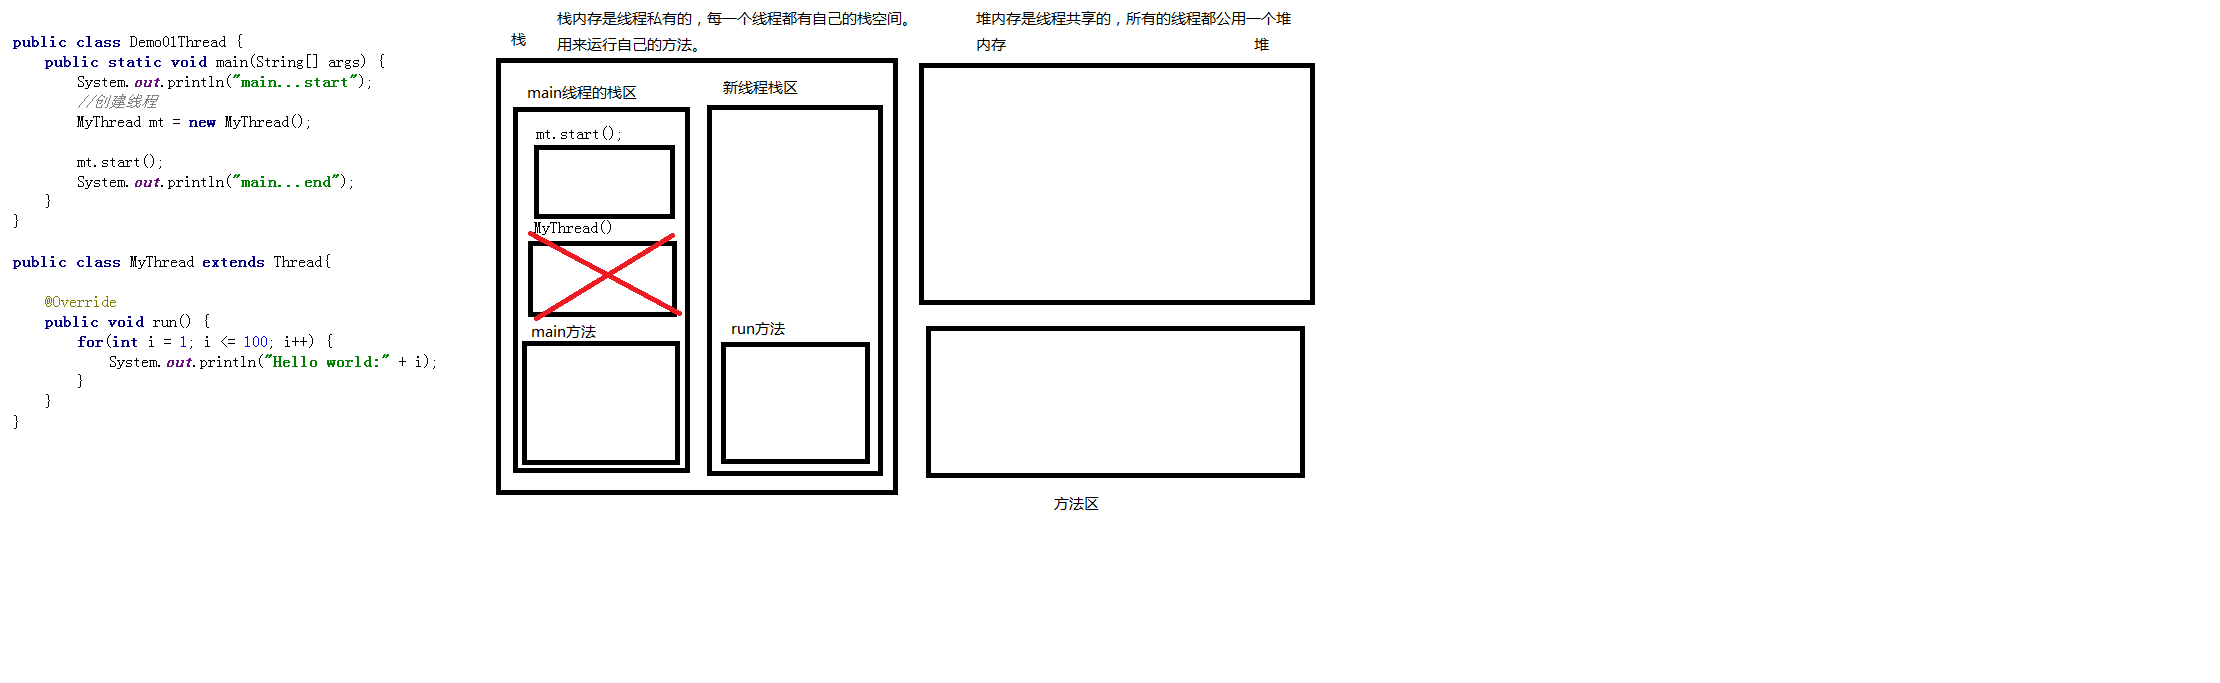 public class Demo01Thread {
    public static void main(String[] args) {
        System.out.println("main...start");
        //创建线程
        MyThread mt = new MyThread();
        mt.start();
        System.out.println("main...end");
    }
}
public class MyThread extends Thread{
    @Override
    public void run() {
        for(int i = 1; i <= 100; i++) {
            System.out.println("Hello world:" + i);
        }
    }
}
栈内存是线程私有的，每一个线程都有自己的栈空间。
用来运行自己的方法。
栈
main线程的栈区
mt.start();
MyThread()
main方法
新线程栈区
run方法
堆内存是线程共享的，所有的线程都公用一个堆
内存
堆
方法区